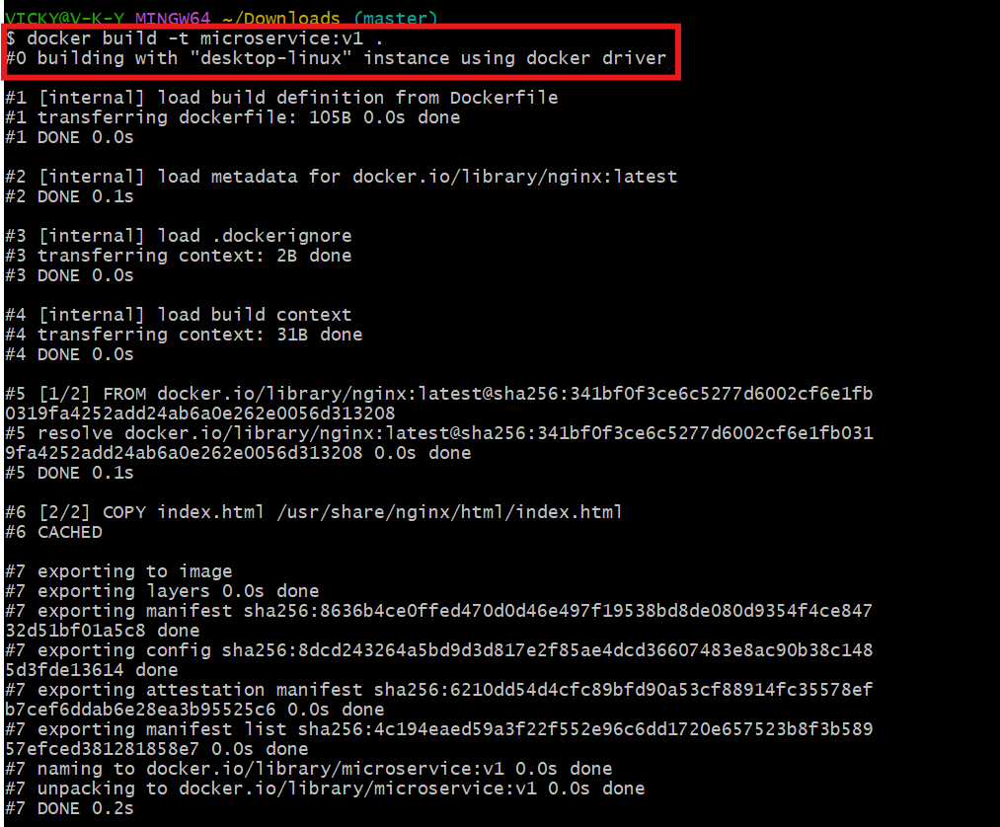 VICKY@V-K-Y MINGW64 ~/Downloads (master)
$ docker build -t microservice:v1 .
#0 building with "desktop-linux" instance using docker driver
#1 [internal] load build definition from Dockerfile
#1 transferring dockerfile: 105B 0.0s done
#1 DONE 0.0s
#2 [internal] load metadata for docker.io/library/nginx:latest
#2 DONE 0.1s
#3 [internal] load .dockerignore
#3 transferring context: 2B done
#3 DONE 0.0s
#4 [internal] load build context
#4 transferring context: 31B done
#4 DONE 0.0s
#5 [1/2] FROM docker.io/library/nginx:latest@sha256:341bf0f3ce6c5277d6002cf6e1fb
0319fa4252add24ab6a0e262e0056d313208
#5 resolve docker.io/library/nginx:latest@sha256:341bf0f3ce6c5277d6002cf6e1fb031
9fa4252add24ab6a0e262e0056d313208 0.0s done
#5 DONE 0.1s
#6 [2/2] COPY index.html /usr/share/nginx/html/index.html
#6 CACHED
#7 exporting to image
#7 exporting layers 0.0s done
#7 exporting manifest sha256:8636b4ce0ffed470d0d46e497f19538bd8de080d9354f4ce847
32d51bf01a5c8 done
#7 exporting config sha256:8dcd243264a5bd9d3d817e2f85ae4dcd36607483e8ac90b38c148
5d3fde13614 done
#7 exporting attestation manifest sha256:6210dd54d4cfc89bfd90a53cf88914fc35578ef
b7cef6ddab6e28ea3b95525c6 0.0s done
#7 exporting manifest list sha256:4c194eaed59a3f22f552e96c6dd1720e657523b8f3b589
57efced381281858e7 0.0s done
#7 naming to docker.io/library/microservice:v1 0.0s done
#7 unpacking to docker.io/library/microservice:v1 0.0s done
#7 DONE 0.2s